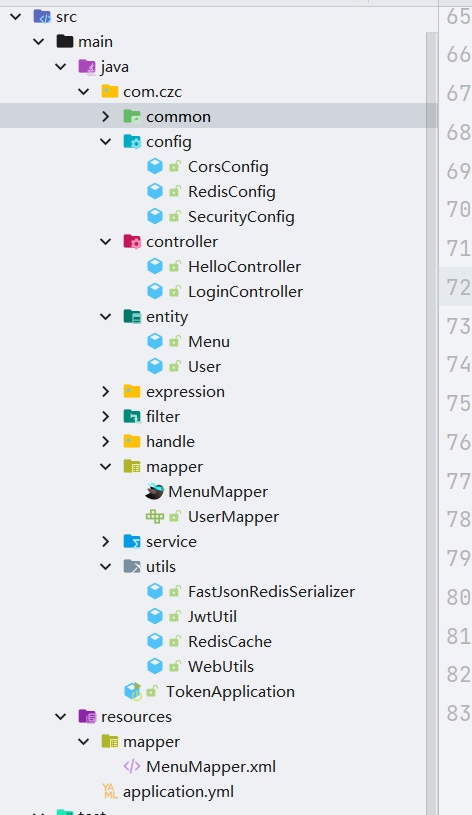 src
main
java
com.czc
common
config
CorsConfig
RedisConfig
SecurityConfig
controller
HelloController
LoginController
entity
Menu
User
expression
filter
handle
mapper
MenuMapper
UserMapper
service
utils
FastJsonRedisSerializer
JwtUtil
RedisCache
WebUtils
TokenApplication
resources
mapper
MenuMapper.xml
application.yml
65
66
67
68
69
70
71
72
73
74
75
76
77
78
79
80
81
82
83